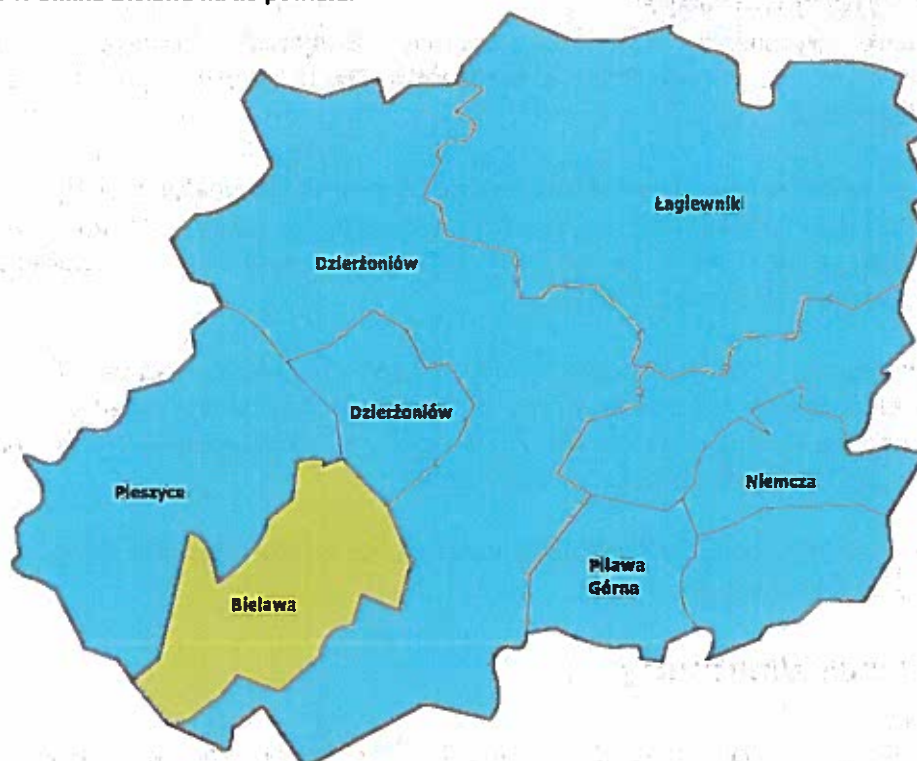 Łagiewniki
Dzierżoniów
Dzierżoniów
Pieszyce
Niemcza
Piława
Górna
Bielawa